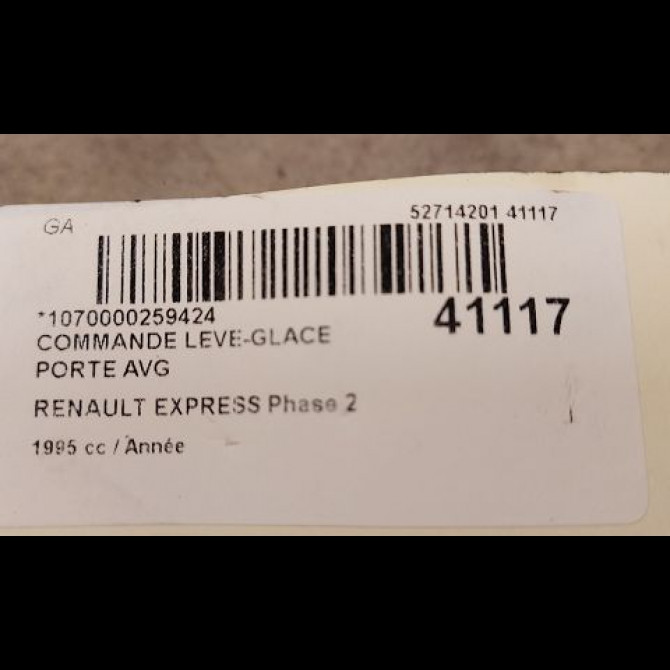 GA
52714201 41117
*1070000259424
41117
COMMANDE LEVE-GLACE
PORTE AVG
RENAULT EXPRESS Phase 2
1995 cc / Année